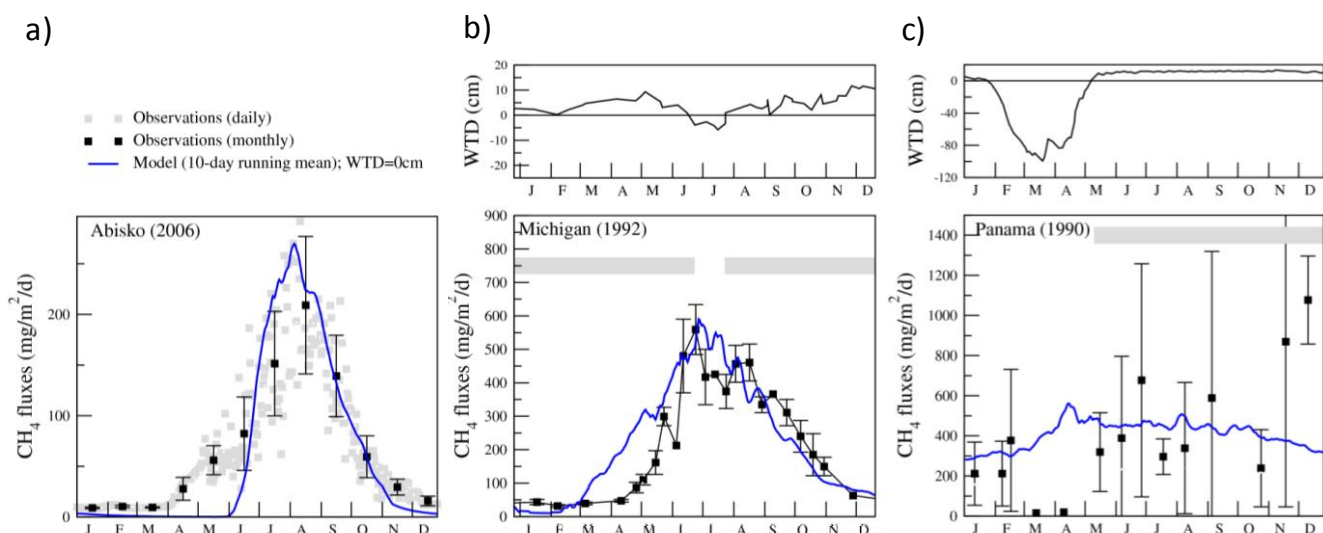 a)
b)
c)
Observations (daily)
Observations (monthly)
Model (10-day running mean); WTD=0cm
WTD (cm)
20
10
0
-10
-20
J F M A M J J A S O N D
WTD (cm)
0
-40
-80
-120
J F M A M J J A S O N D
Abisko (2006)
CH4 fluxes (mg/m²/d)
200
100
0
J F M A M J J A S O N D
Michigan (1992)
CH4 fluxes (mg/m²/d)
900
800
700
600
500
400
300
200
100
0
J F M A M J J A S O N D
Panama (1990)
CH4 fluxes (mg/m²/d)
1400
1200
1000
800
600
400
200
0
J F M A M J J A S O N D